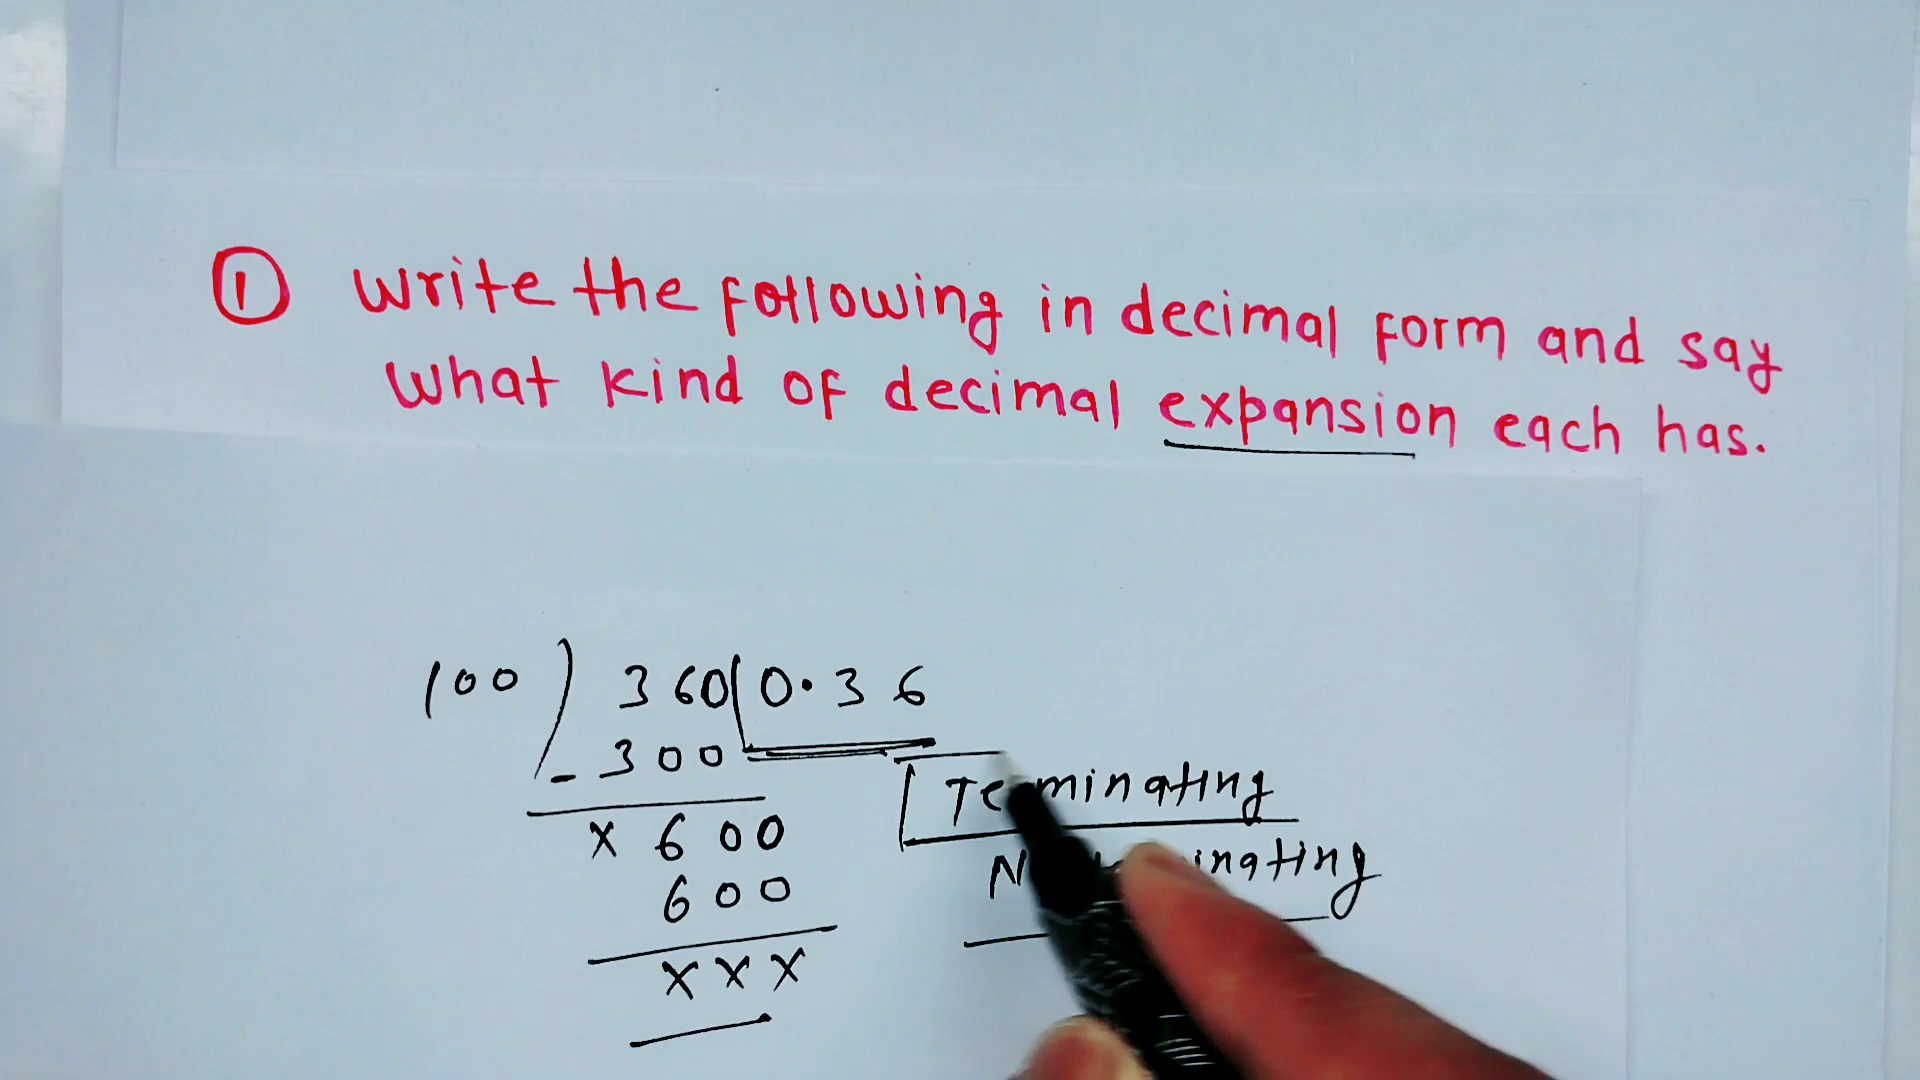 ① Write the following in decimal form and say
What kind of decimal expansion each has.
100 ) 360 ( 0.36
- 300
x 600
600
x x x
Terminating